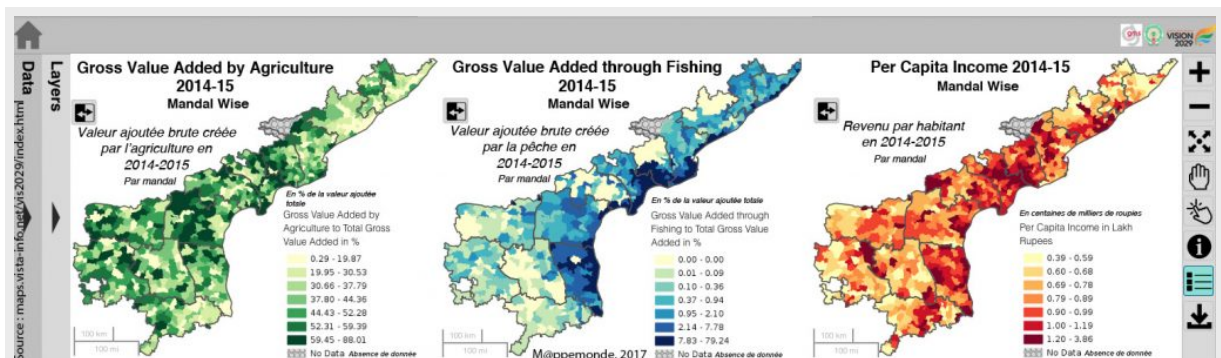 VISION
2029
Data
Layers
Source : maps.vista-info.net/vis2029/index.html
Gross Value Added by Agriculture
2014-15
Mandal Wise
Valeur ajoutée brute créée
par l'agriculture en
2014-2015
Par mandal
En % de la valeur ajoutée
totale
Gross Value Added by
Agriculture to Total Gross
Value Added in %
0.29 - 19.87
19.95 - 30.53
30.66 - 37.79
37.80 - 44.36
44.43 - 52.28
52.31 - 59.39
59.45 - 88.01
No Data Absence de donnée
100 km
100 mi
Gross Value Added through Fishing
2014-15
Mandal Wise
Valeur ajoutée brute créée
par la pêche en
2014-2015
Par mandal
En % de la valeur ajoutée totale
Gross Value Added through
Fishing to Total Gross Value
Added in %
0.00 - 0.00
0.01 - 0.09
0.10 - 0.36
0.37 - 0.94
0.95 - 2.10
2.14 - 7.78
7.83 - 79.24
No Data Absence de donnée
100 km
100 mi
M@ppemonde, 2017
Per Capita Income 2014-15
Mandal Wise
Revenu par habitant
en 2014-2015
Par mandal
En centaines de milliers de roupies
Per Capita Income in Lakh
Rupees
0.39 - 0.59
0.60 - 0.68
0.69 - 0.78
0.79 - 0.89
0.90 - 0.99
1.00 - 1.19
1.20 - 3.86
No Data Absence de donnée
100 km
100 mi